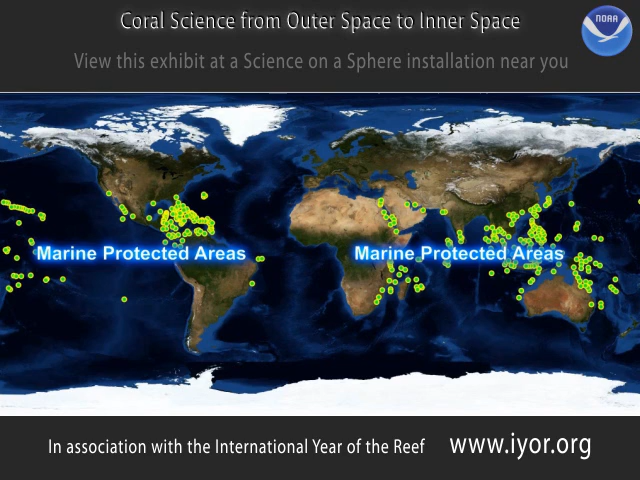 Coral Science from Outer Space to Inner Space
NOAA
View this exhibit at a Science on a Sphere installation near you
Marine Protected Areas
Marine Protected Areas
In association with the International Year of the Reef www.iyor.org